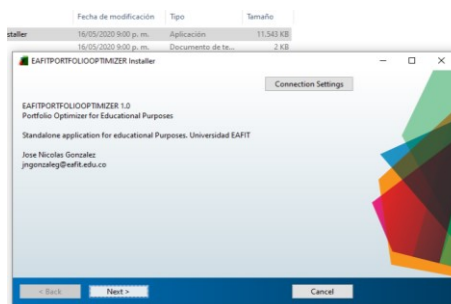 Fecha de modificación Tipo Tamaño
staller 16/05/2020 9:00 p. m. Aplicación 11.543 KB
16/05/2020 9:00 p. m. Documento de te... 2 KB
EAFITPORTFOLIOOPTIMIZER Installer
Connection Settings
EAFITPORTFOLIOOPTIMIZER 1.0
Portfolio Optimizer for Educational Purposes
Standalone application for educational Purposes. Universidad EAFIT
Jose Nicolas Gonzalez
jngonzaleg@eafit.edu.co
< Back Next > Cancel